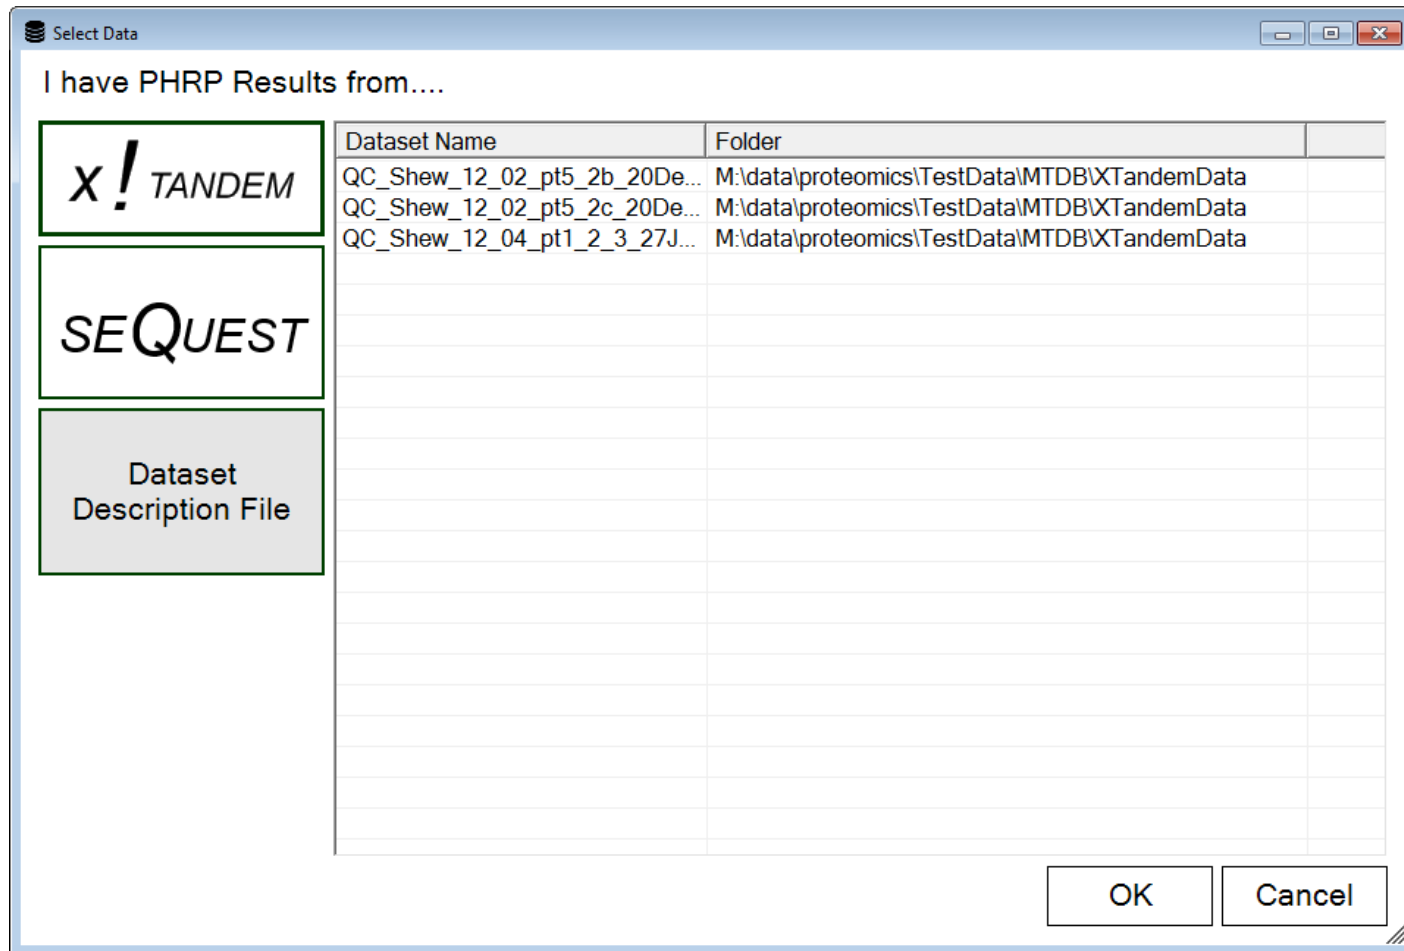 Select Data
I have PHRP Results from....
X! TANDEM
SEQUEST
Dataset
Description File
Dataset Name Folder
QC_Shew_12_02_pt5_2b_20De... M:\data\proteomics\TestData\MTDB\XTandemData
QC_Shew_12_02_pt5_2c_20De... M:\data\proteomics\TestData\MTDB\XTandemData
QC_Shew_12_04_pt1_2_3_27J... M:\data\proteomics\TestData\MTDB\XTandemData
OK Cancel